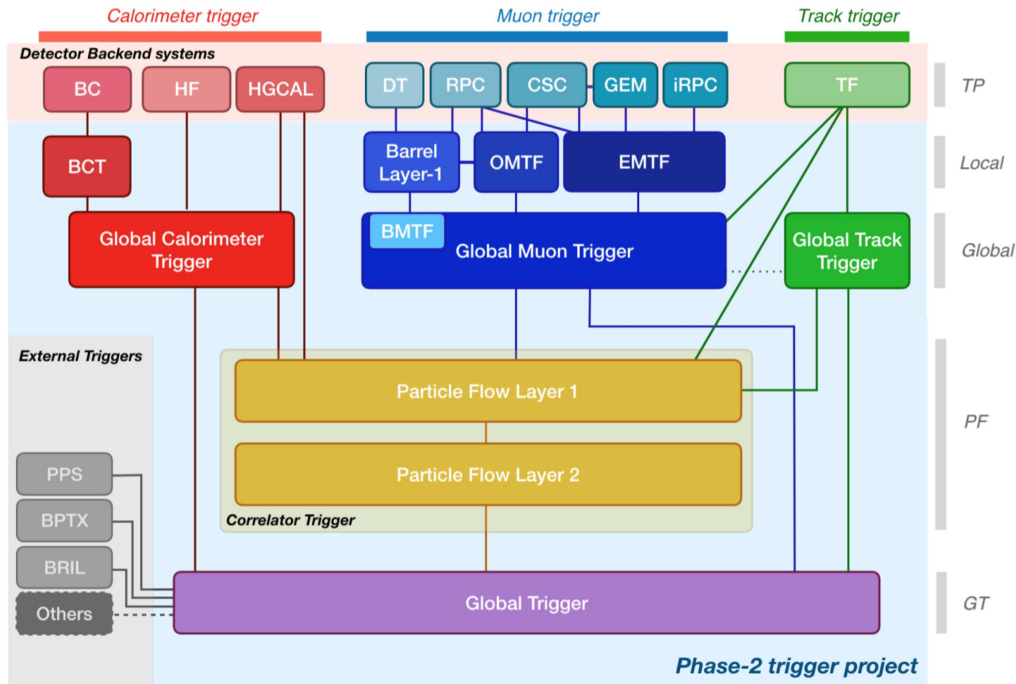 Calorimeter trigger
Muon trigger
Track trigger
Detector Backend systems
BC
HF
HGCAL
DT
RPC
CSC
GEM
iRPC
TF
TP
BCT
Barrel
Layer-1
OMTF
EMTF
Local
Global Calorimeter
Trigger
BMTF
Global Muon Trigger
Global Track
Trigger
Global
External Triggers
Particle Flow Layer 1
PF
Particle Flow Layer 2
Correlator Trigger
PPS
BPTX
BRIL
Others
Global Trigger
GT
Phase-2 trigger project